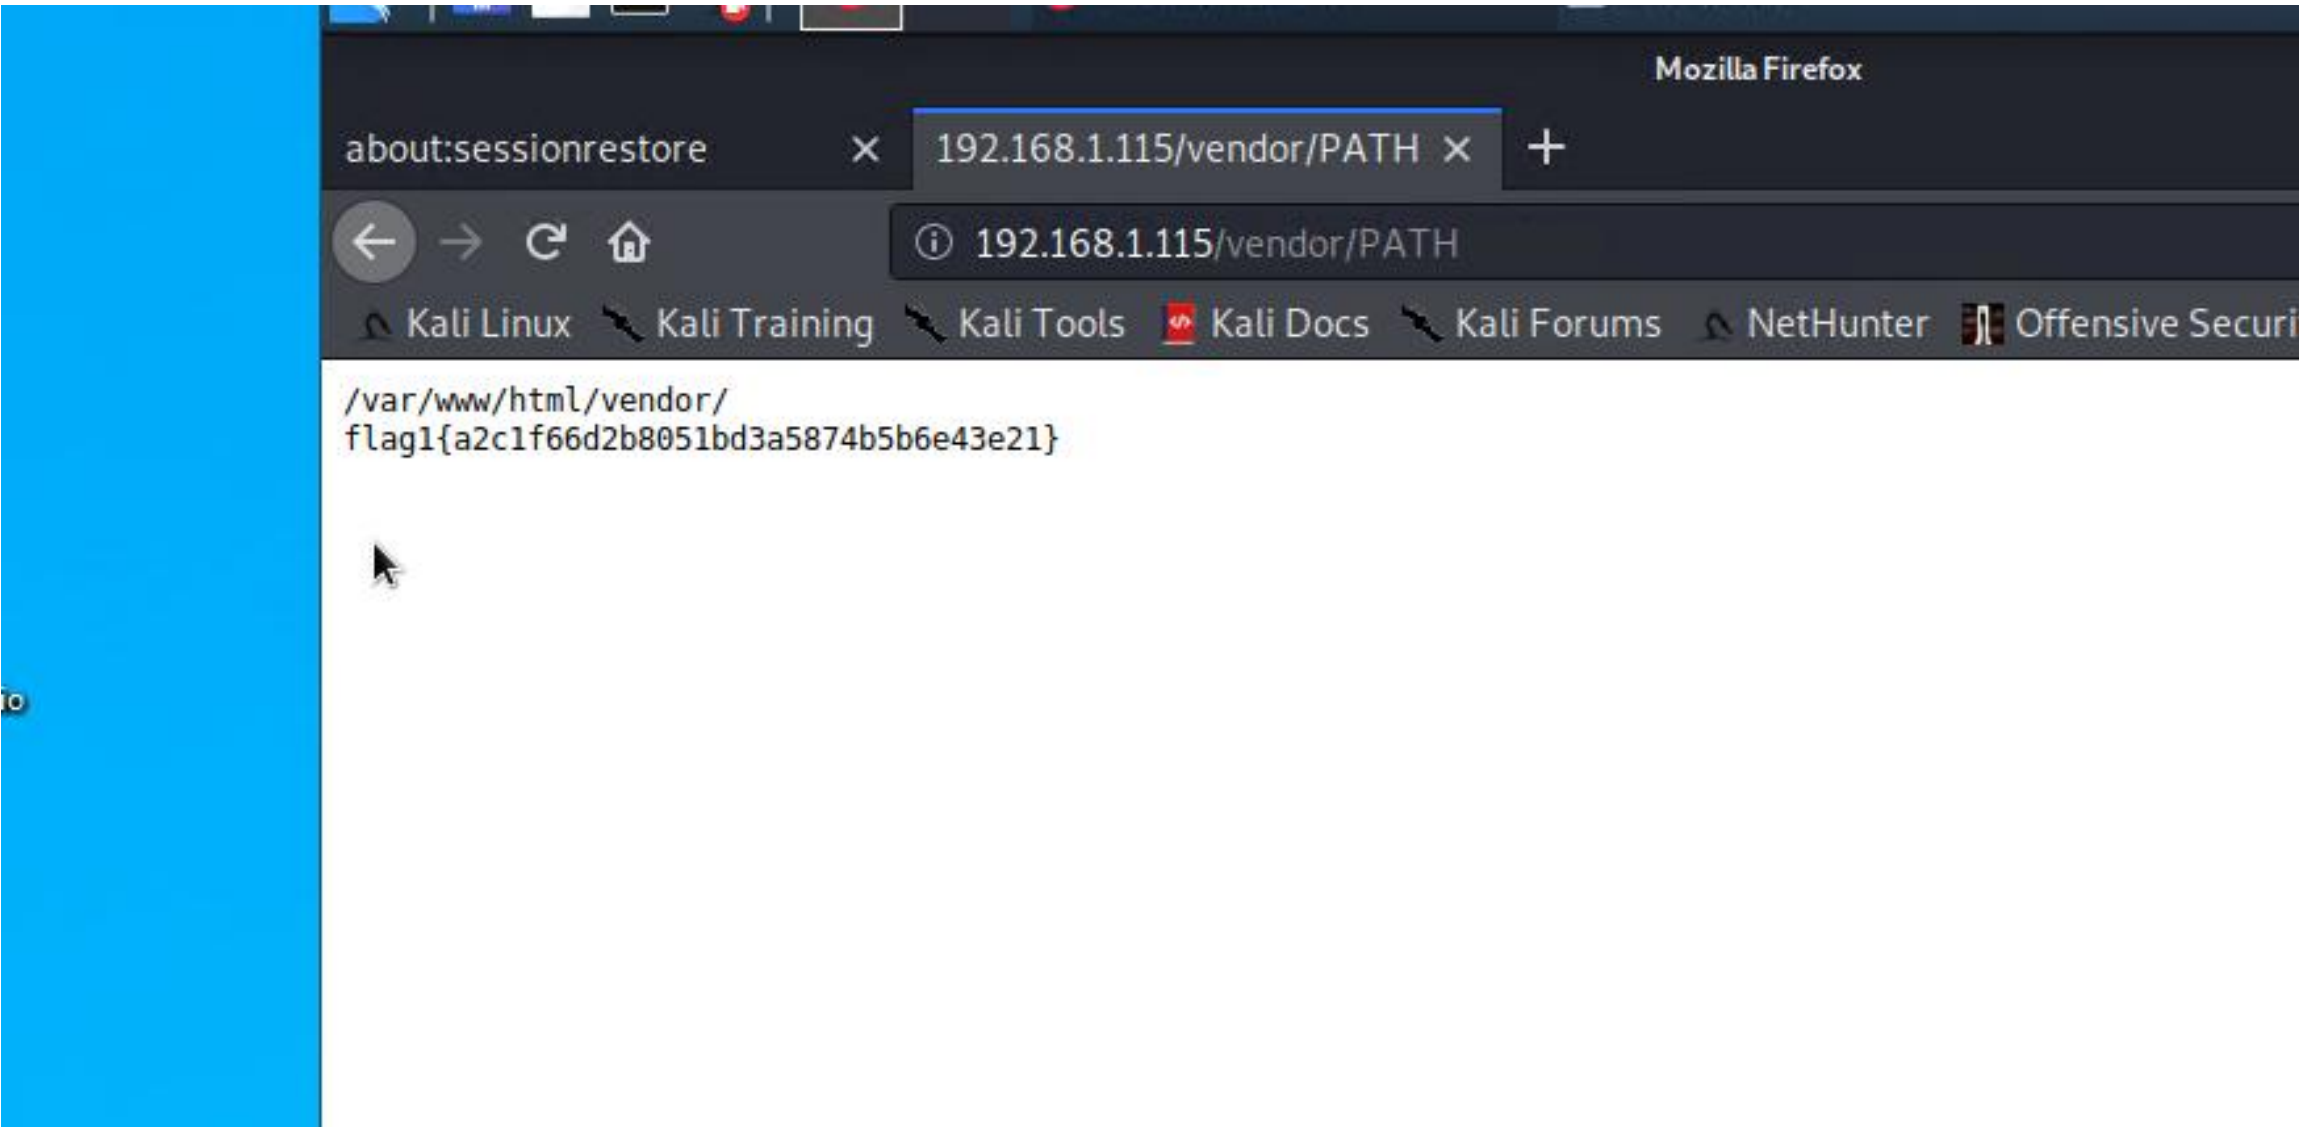 Mozilla Firefox
about:sessionrestore
192.168.1.115/vendor/PATH
192.168.1.115/vendor/PATH
Kali Linux Kali Training Kali Tools Kali Docs Kali Forums NetHunter Offensive Securi
/var/www/html/vendor/
flag1{a2c1f66d2b8051bd3a5874b5b6e43e21}
io